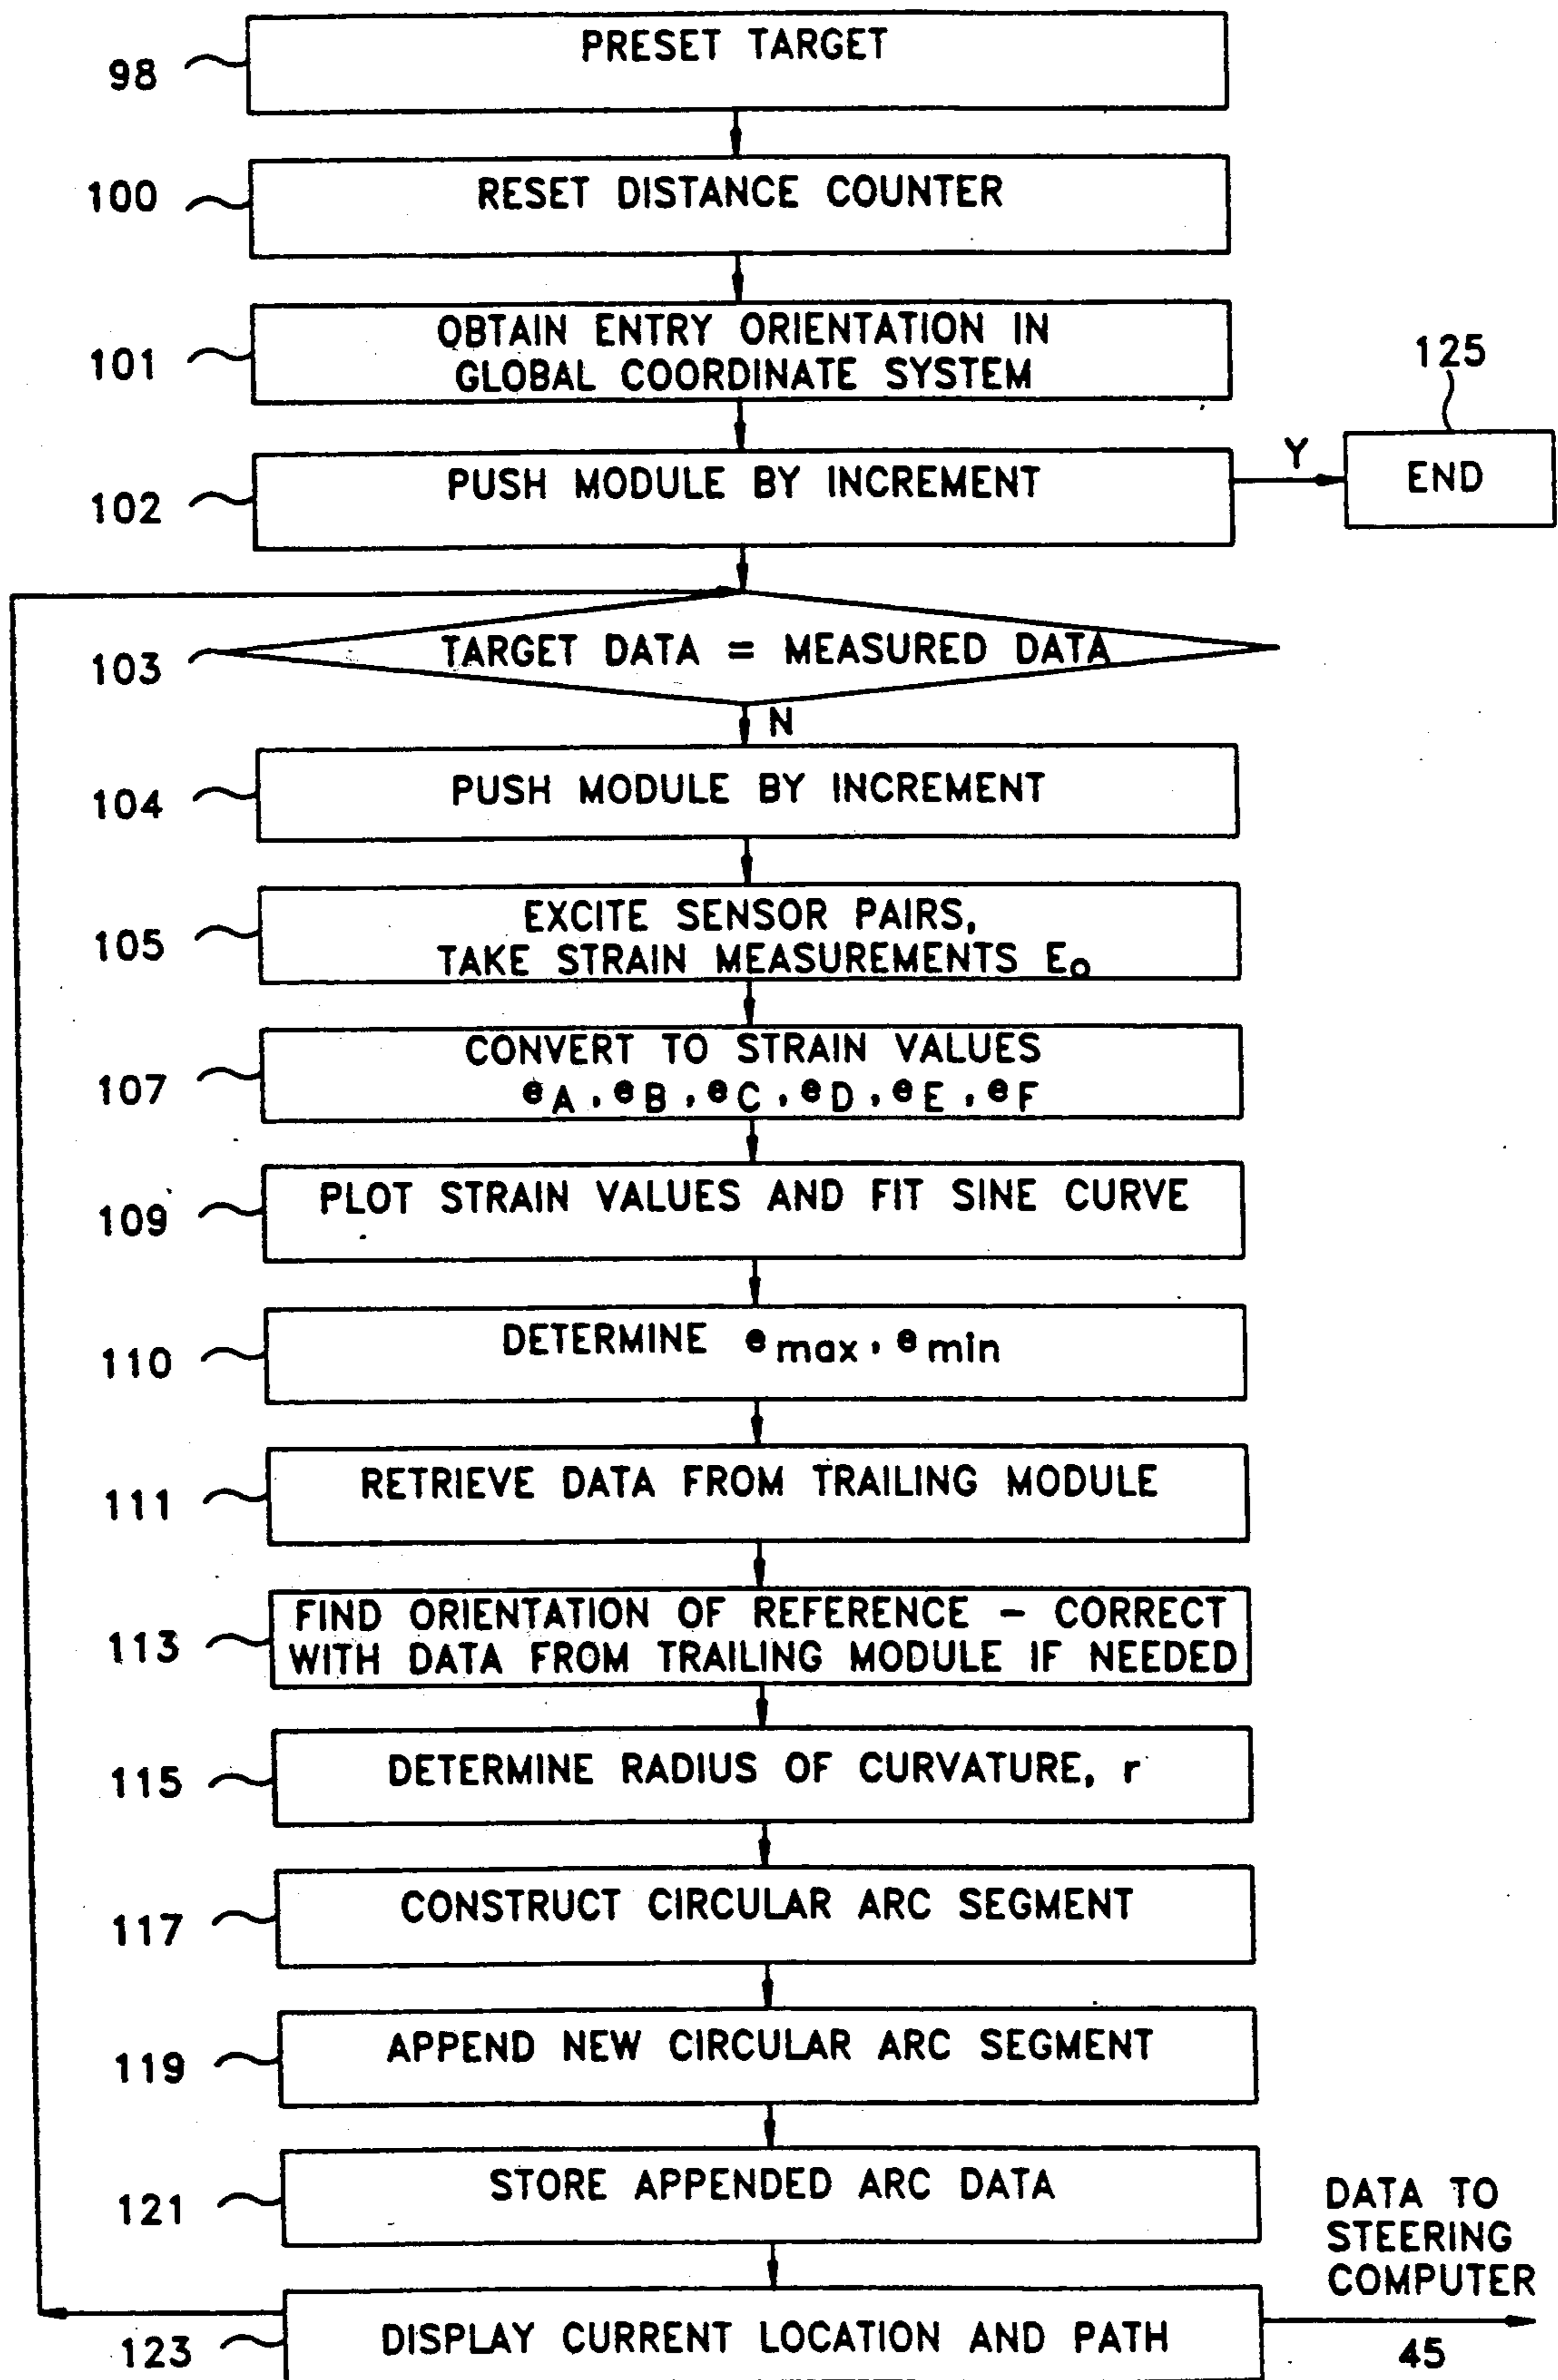 98
PRESET TARGET
100
RESET DISTANCE COUNTER
101
OBTAIN ENTRY ORIENTATION IN
GLOBAL COORDINATE SYSTEM
125
102
PUSH MODULE BY INCREMENT
Y
END
103
TARGET DATA = MEASURED DATA
N
104
PUSH MODULE BY INCREMENT
105
EXCITE SENSOR PAIRS,
TAKE STRAIN MEASUREMENTS Eo
107
CONVERT TO STRAIN VALUES
eA, eB, eC, eD, eE, eF
109
PLOT STRAIN VALUES AND FIT SINE CURVE
110
DETERMINE emax, emin
111
RETRIEVE DATA FROM TRAILING MODULE
113
FIND ORIENTATION OF REFERENCE – CORRECT
WITH DATA FROM TRAILING MODULE IF NEEDED
115
DETERMINE RADIUS OF CURVATURE, r
117
CONSTRUCT CIRCULAR ARC SEGMENT
119
APPEND NEW CIRCULAR ARC SEGMENT
121
STORE APPENDED ARC DATA
DATA TO
STEERING
COMPUTER
123
DISPLAY CURRENT LOCATION AND PATH
45